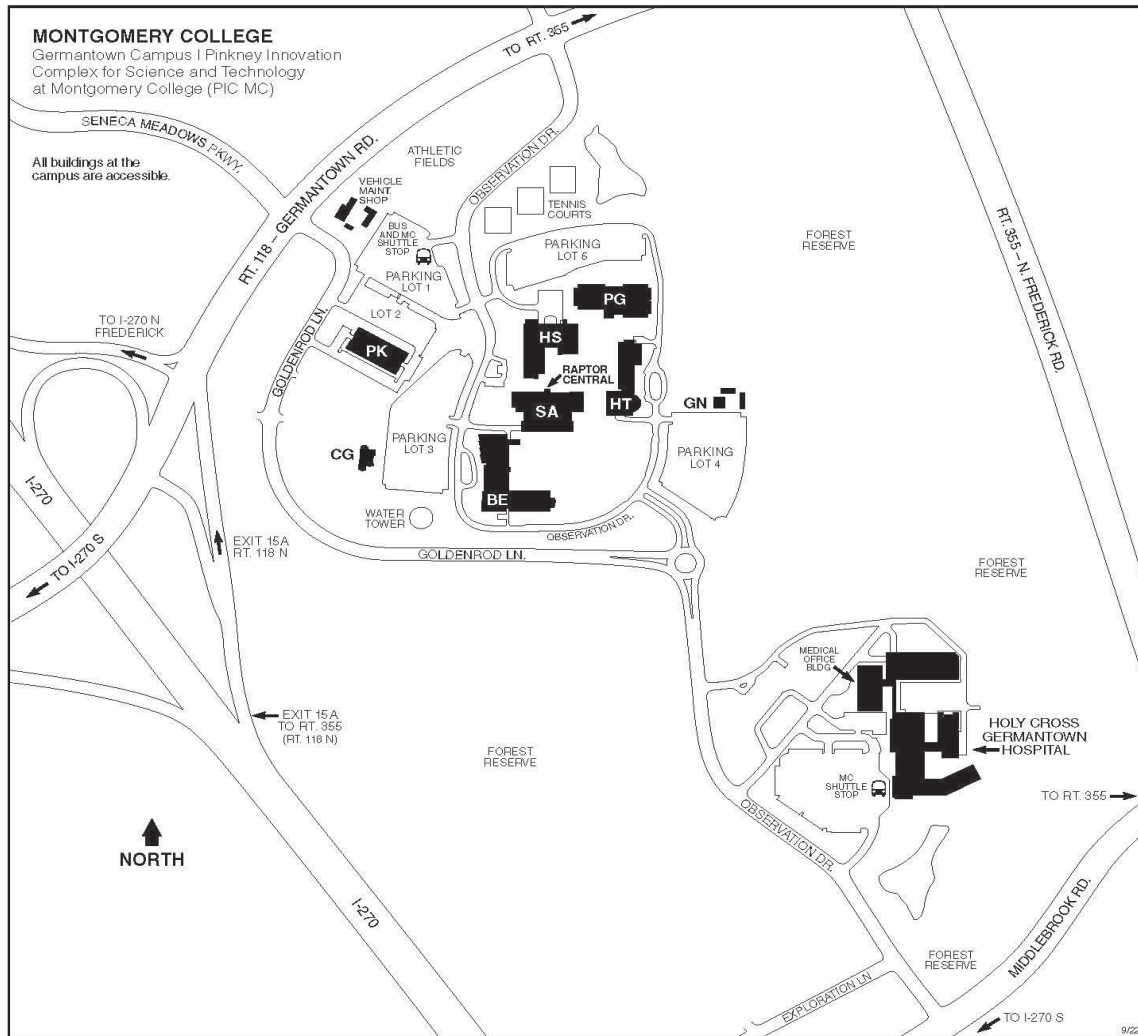 MONTGOMERY COLLEGE
Germantown Campus I Pinkney Innovation
Complex for Science and Technology
at Montgomery College (PIC MC)
TO RT. 355
SENECA MEADOWS PKWY.
All buildings at the
campus are accessible.
RT. 118 – GERMANTOWN RD.
ATHLETIC
FIELDS
OBSERVATION DR.
VEHICLE
MAINT.
SHOP
TENNIS
COURTS
BUS
AND MC
SHUTTLE
STOP
PARKING
LOT 1
PARKING
LOT 5
FOREST
RESERVE
RT. 355 – N. FREDERICK RD.
TO I-270 N
FREDERICK
LOT 2
PG
HS
PK
GOLDENROD LN.
RAPTOR
CENTRAL
SA
HT
GN
PARKING
LOT 3
PARKING
LOT 4
CG
BE
I-270
WATER
TOWER
OBSERVATION DR.
GOLDENROD LN.
EXIT 15A
RT. 118 N
TO I-270 S
FOREST
RESERVE
MEDICAL
OFFICE
BLDG
EXIT 15A
TO RT. 355
(RT. 118 N)
FOREST
RESERVE
HOLY CROSS
GERMANTOWN
HOSPITAL
MC
SHUTTLE
STOP
TO RT. 355
OBSERVATION DR.
NORTH
I-270
MIDDLEBROOK RD.
FOREST
RESERVE
EXPLORATION LN.
TO I-270 S
9/22